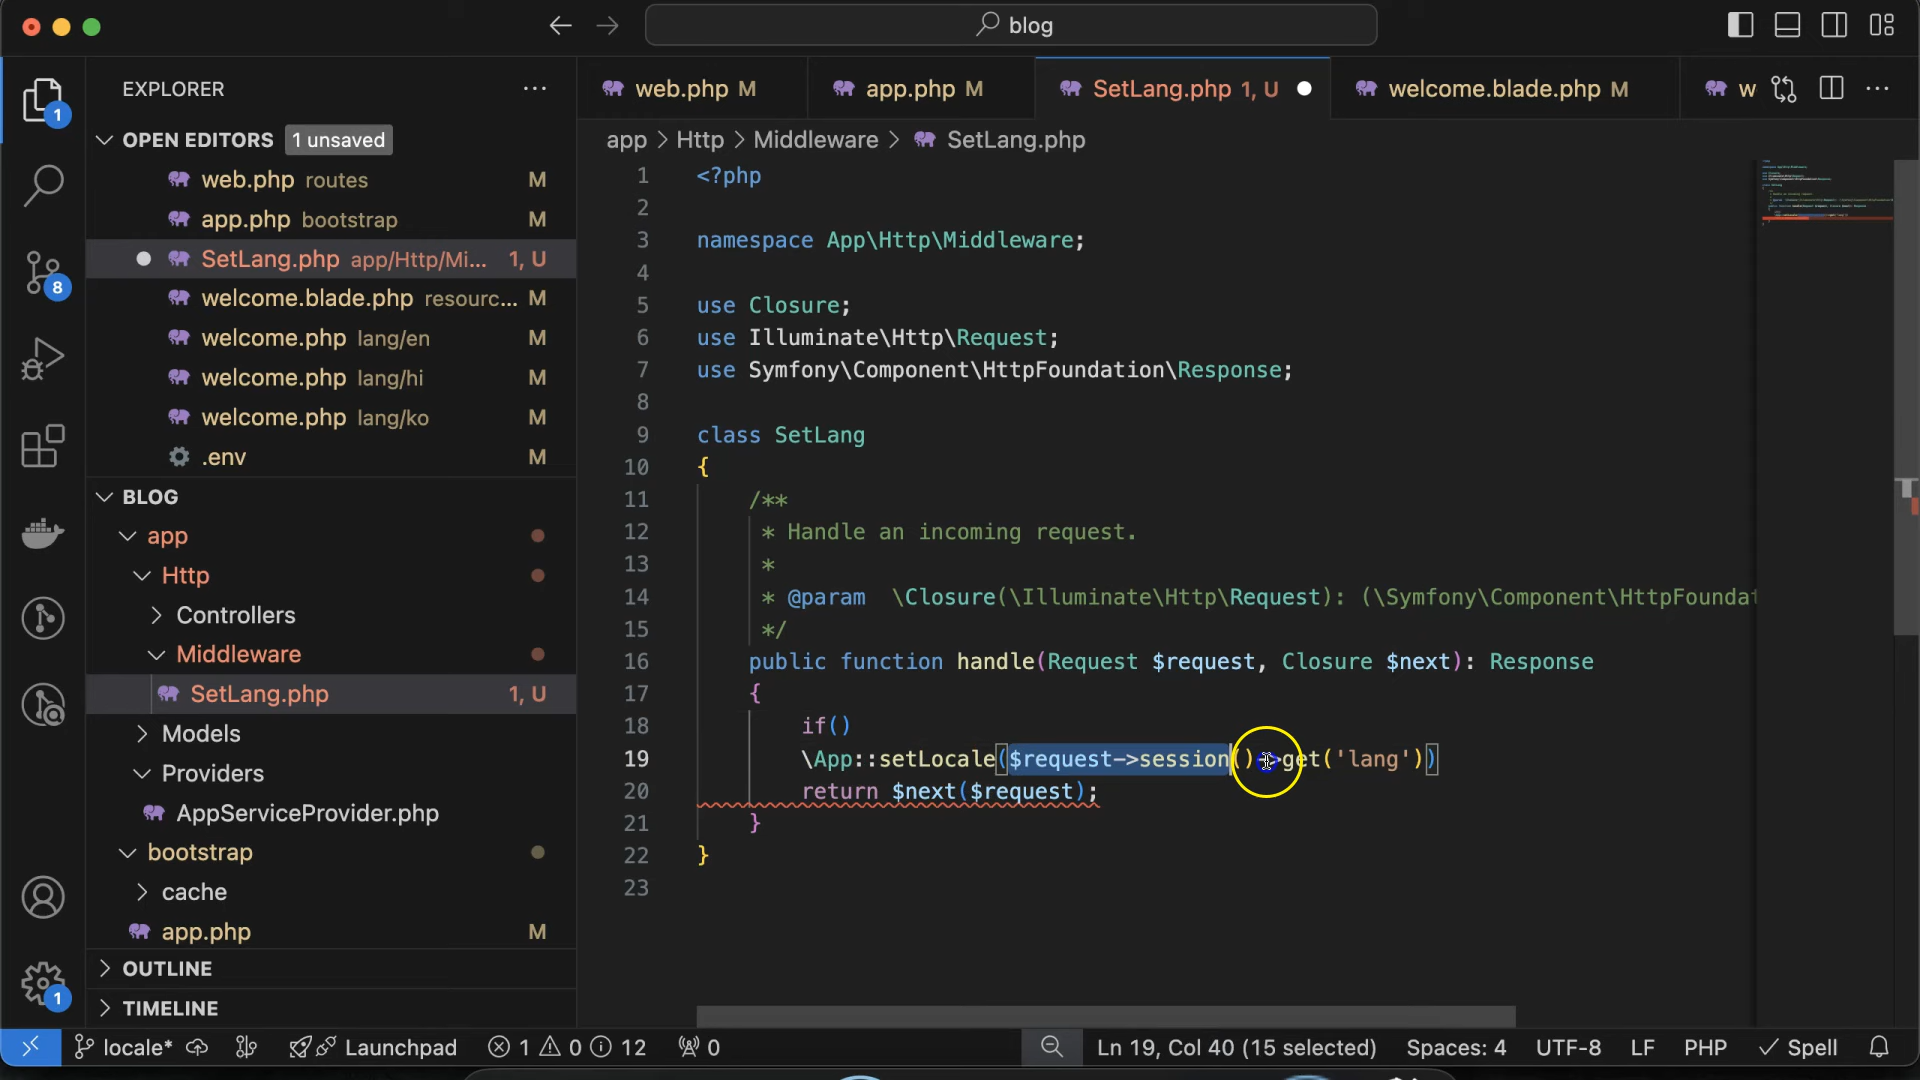 blog
EXPLORER
OPEN EDITORS 1 unsaved
web.php routes M
app.php bootstrap M
SetLang.php app/Http/Mi... 1, U
welcome.blade.php resourc... M
welcome.php lang/en M
welcome.php lang/hi M
welcome.php lang/ko M
.env M
BLOG
app
Http
Controllers
Middleware
SetLang.php 1, U
Models
Providers
AppServiceProvider.php
bootstrap
cache
app.php M
OUTLINE
TIMELINE
1
8
1
web.php M
app.php M
SetLang.php 1, U
welcome.blade.php M
w
app > Http > Middleware > SetLang.php
1 <?php
2
3 namespace App\Http\Middleware;
4
5 use Closure;
6 use Illuminate\Http\Request;
7 use Symfony\Component\HttpFoundation\Response;
8
9 class SetLang
10 {
11 /**
12 * Handle an incoming request.
13 *
14 * @param \Closure(\Illuminate\Http\Request): (\Symfony\Component\HttpFoundat
15 */
16 public function handle(Request $request, Closure $next): Response
17 {
18 if()
19 \App::setLocale($request->session()->get('lang'))
20 return $next($request);
21 }
22 }
23
locale* Launchpad 1 0 12 0 Ln 19, Col 40 (15 selected) Spaces: 4 UTF-8 LF PHP Spell